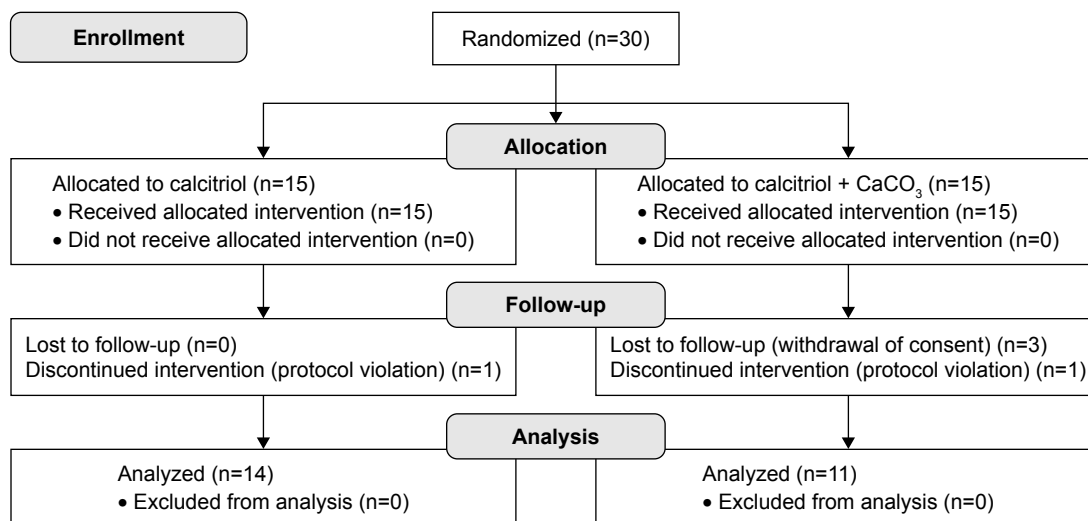 Enrollment
Randomized (n=30)
Allocation
Allocated to calcitriol (n=15)
• Received allocated intervention (n=15)
• Did not receive allocated intervention (n=0)
Allocated to calcitriol + CaCO₃ (n=15)
• Received allocated intervention (n=15)
• Did not receive allocated intervention (n=0)
Follow-up
Lost to follow-up (n=0)
Discontinued intervention (protocol violation) (n=1)
Lost to follow-up (withdrawal of consent) (n=3)
Discontinued intervention (protocol violation) (n=1)
Analysis
Analyzed (n=14)
• Excluded from analysis (n=0)
Analyzed (n=11)
• Excluded from analysis (n=0)